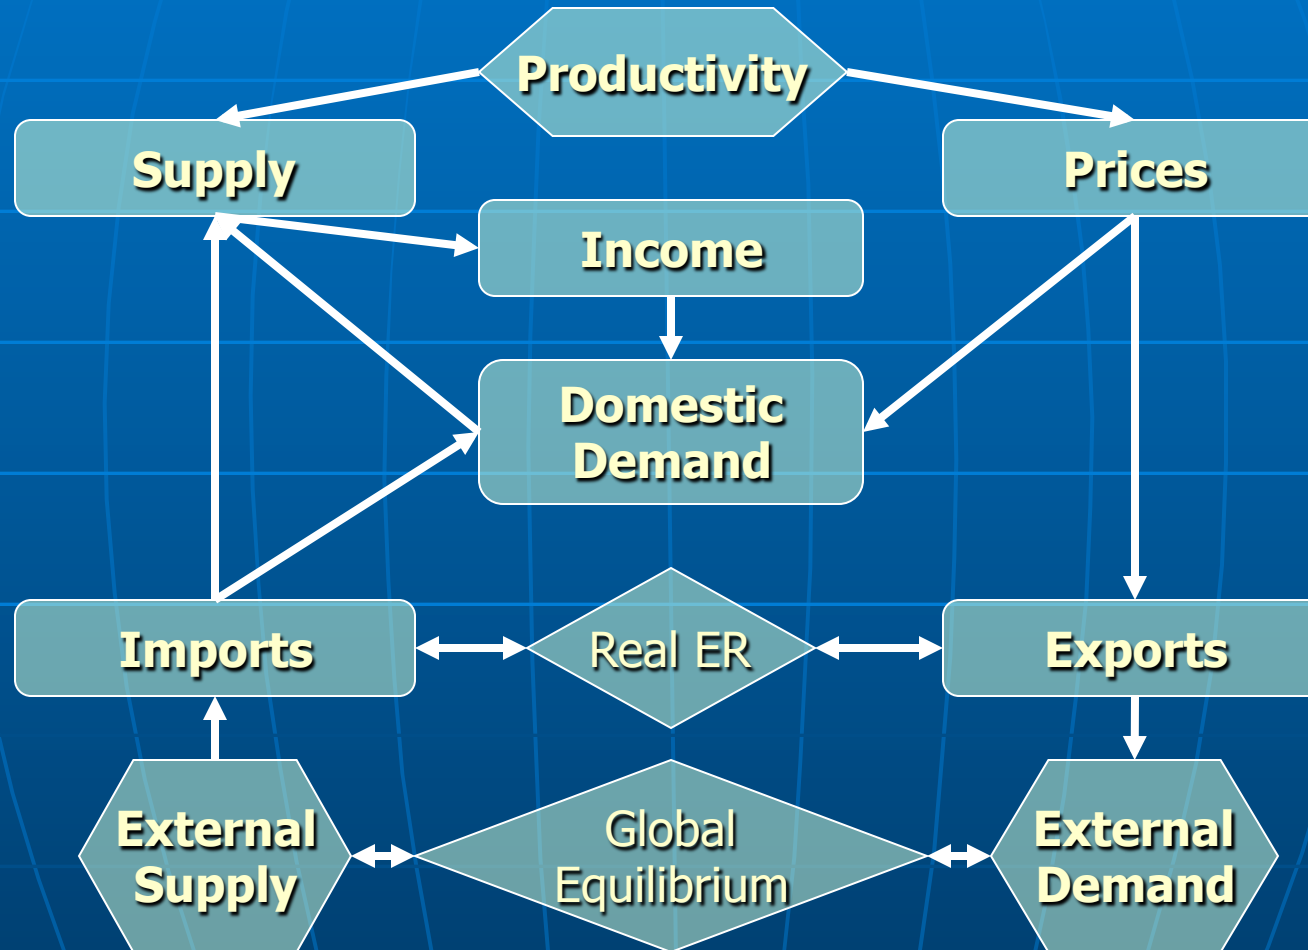 Productivity
Supply
Prices
Income
Domestic
Demand
Imports
Real ER
Exports
External
Supply
Global
Equilibrium
External
Demand